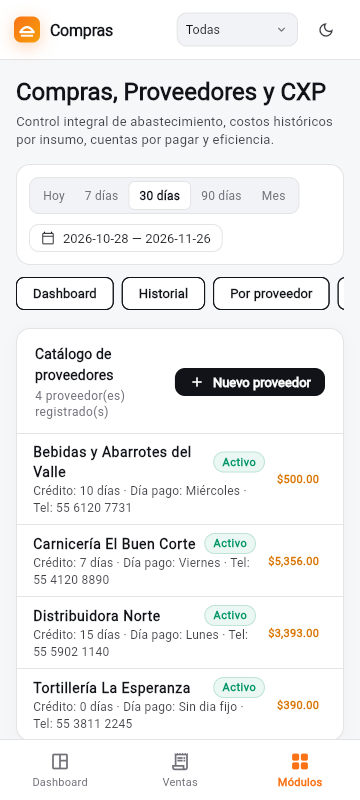 Compras
Todas
Compras, Proveedores y CXP
Control integral de abastecimiento, costos históricos
por insumo, cuentas por pagar y eficiencia.
Hoy 7 días 30 días 90 días Mes
2026-10-28 — 2026-11-26
Dashboard Historial Por proveedor
Catálogo de
proveedores
4 proveedor(es)
registrado(s)
Nuevo proveedor
Bebidas y Abarrotes del
Valle
Activo
$500.00
Crédito: 10 días · Día pago: Miércoles ·
Tel: 55 6120 7731
Carnicería El Buen Corte Activo
$5,356.00
Crédito: 7 días · Día pago: Viernes · Tel:
55 4120 8890
Distribuidora Norte Activo
$3,393.00
Crédito: 15 días · Día pago: Lunes · Tel:
55 5902 1140
Tortillería La Esperanza Activo
$390.00
Crédito: 0 días · Día pago: Sin dia fijo ·
Tel: 55 3811 2245
Dashboard Ventas Módulos